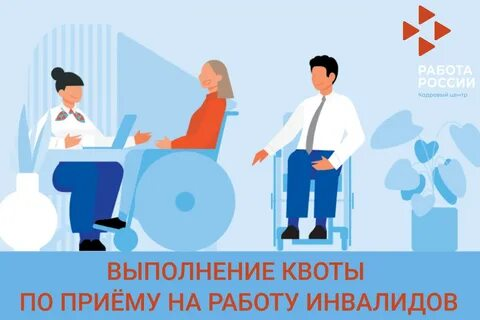 РАБОТА
РОССИИ
Кадровый центр
ВЫПОЛНЕНИЕ КВОТЫ
ПО ПРИЁМУ НА РАБОТУ ИНВАЛИДОВ